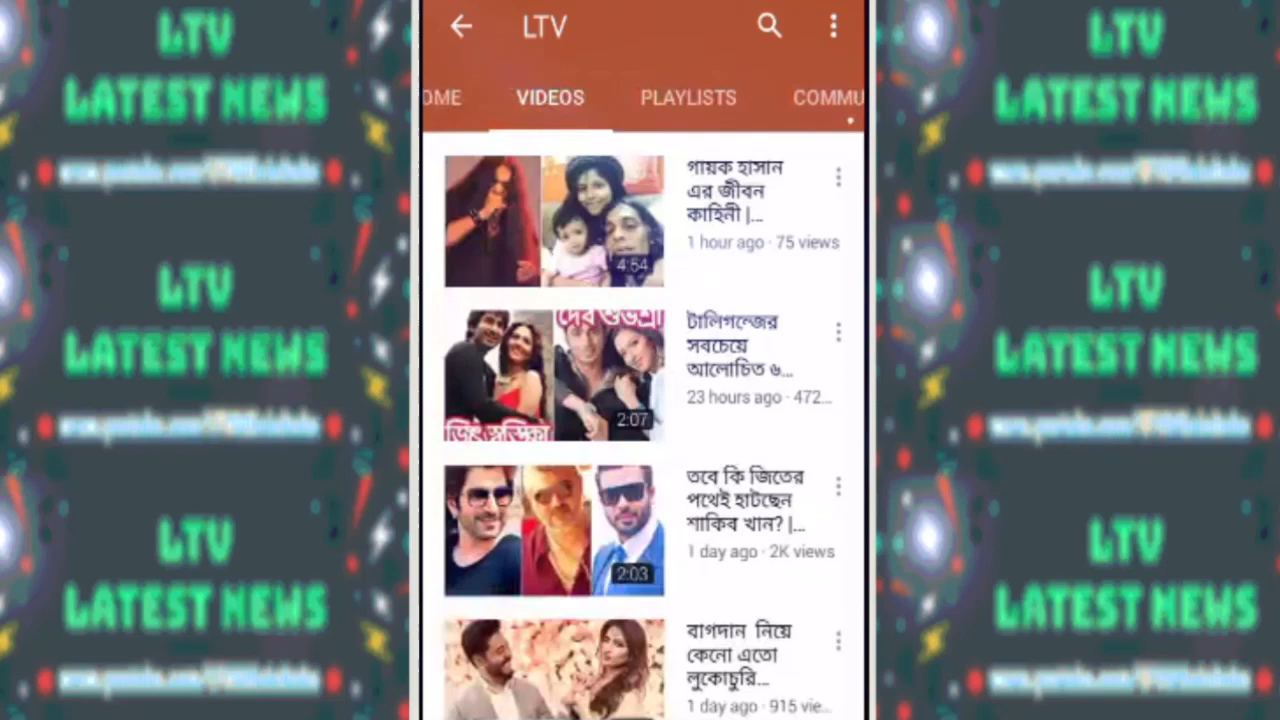 LTV
OME VIDEOS PLAYLISTS COMMU
গায়ক হাসান
এর জীবন
কাহিনী |...
1 hour ago · 75 views
4:54
টালিগন্জের
সবচেয়ে
আলোচিত ৬...
23 hours ago · 472...
দেব শুভশ্রী
2:07
তবে কি জিতের
পথেই হাটছেন
শাকিব খান? |...
1 day ago · 2K views
2:03
বাগদান নিয়ে
কেনো এতো
লুকোচুরি...
1 day ago · 915 vie...
LTV
LATEST NEWS
LTV
LATEST NEWS
LTV
LATEST NEWS
LTV
LATEST NEWS
LTV
LATEST NEWS
LTV
LATEST NEWS